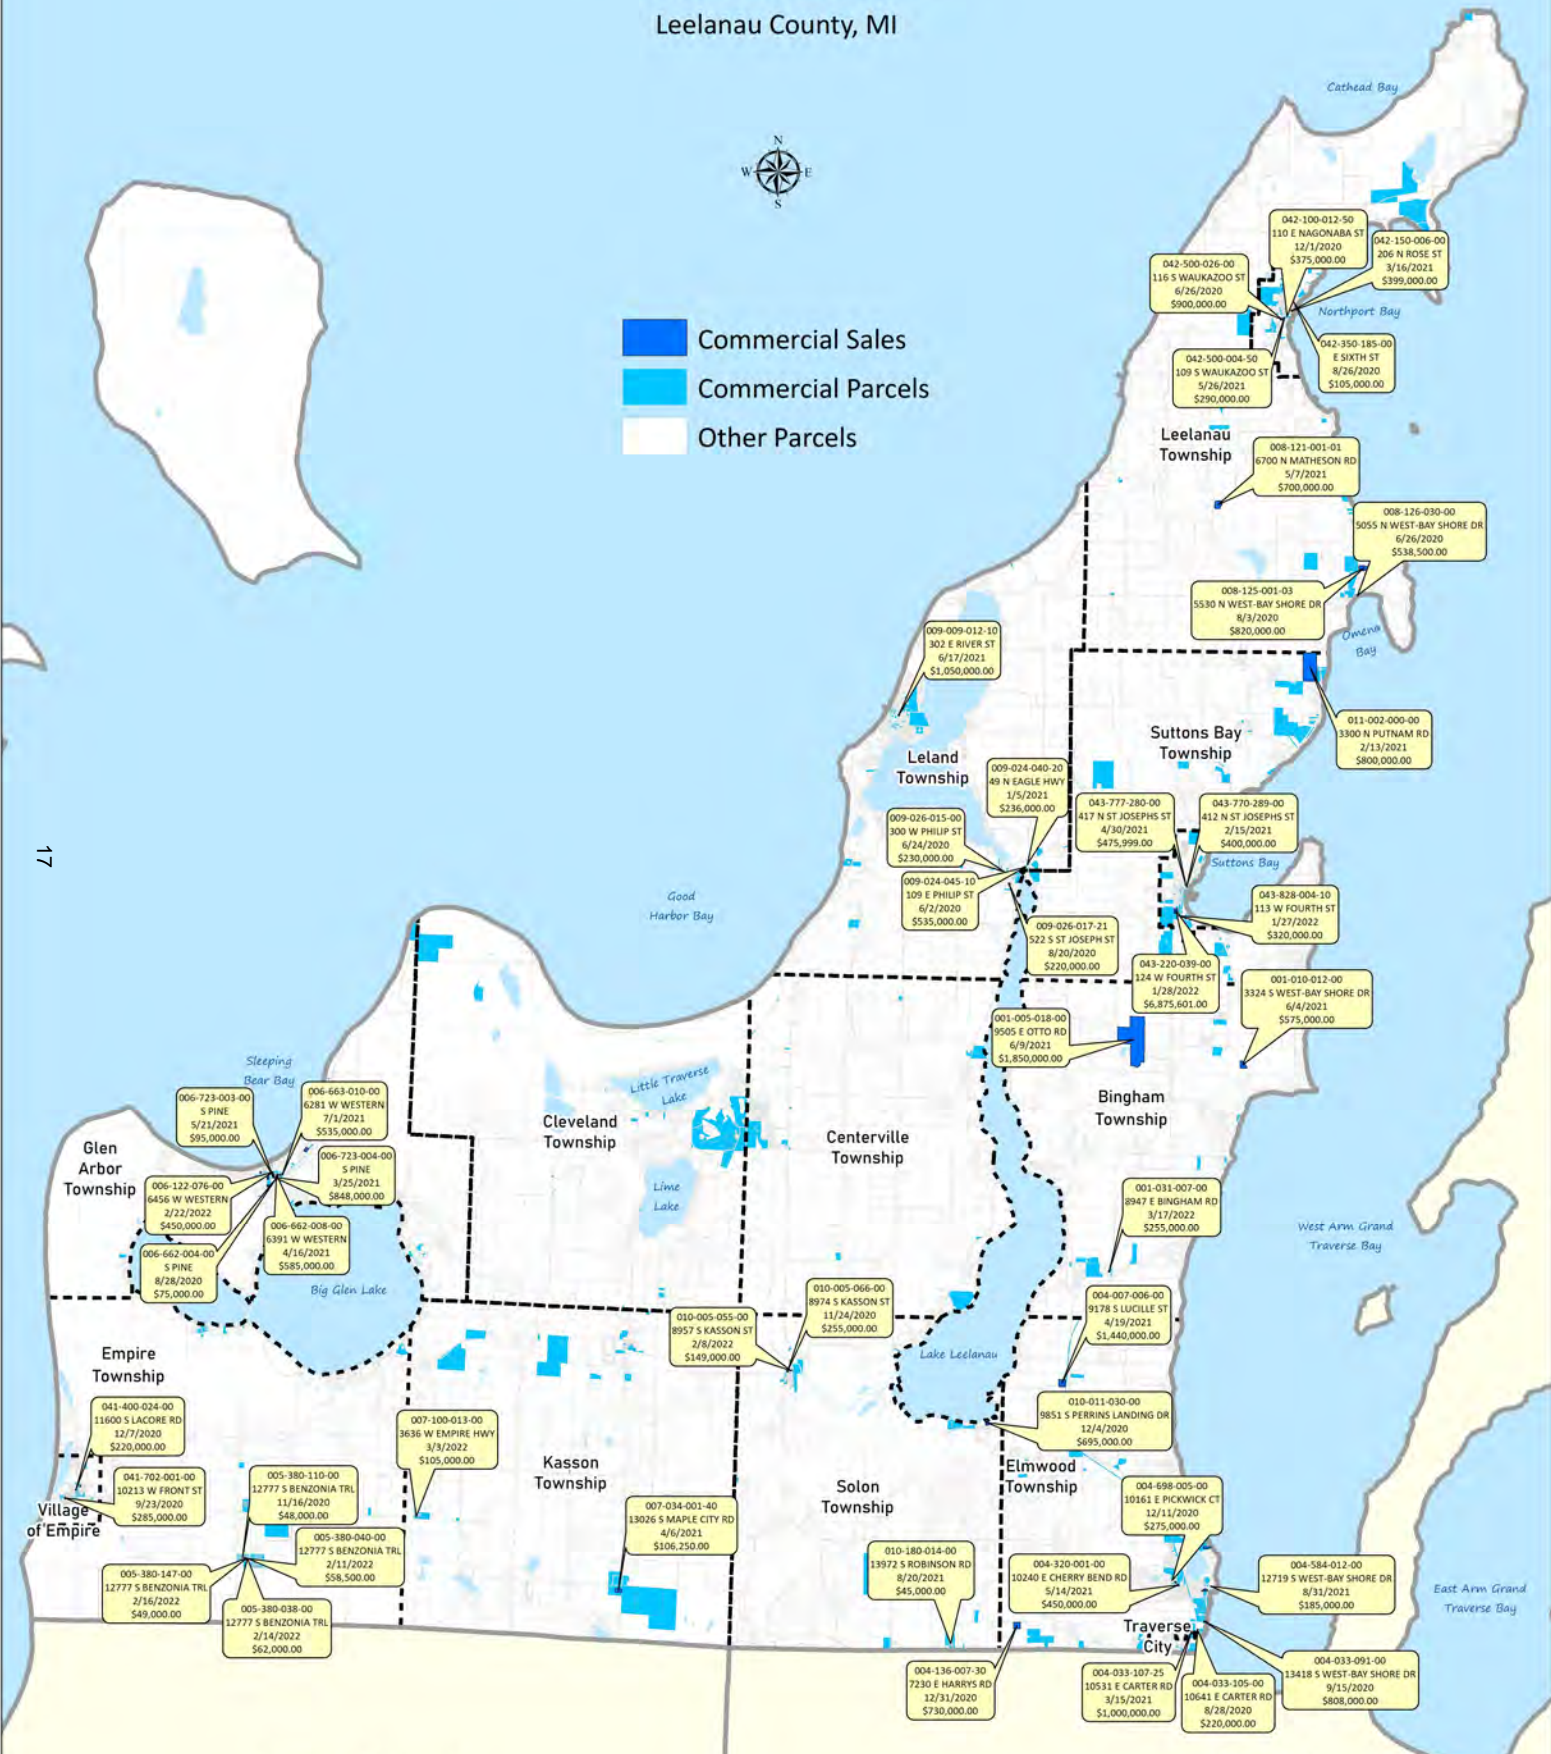 Leelanau County, MI
Cathead Bay
N
W E
S
042-100-012-50
110 E NAGONABA ST
12/1/2020
$375,000.00
042-150-006-00
206 N ROSE ST
3/16/2021
$399,000.00
042-500-026-00
116 S WAUKAZOO ST
6/26/2020
$900,000.00
Northport Bay
Commercial Sales
Commercial Parcels
Other Parcels
042-350-185-00
E SIXTH ST
8/26/2020
$105,000.00
042-500-004-50
109 S WAUKAZOO ST
5/26/2021
$290,000.00
Leelanau
Township
008-121-001-01
6700 N MATHESON RD
5/7/2021
$700,000.00
008-126-030-00
5055 N WEST-BAY SHORE DR
6/26/2020
$538,500.00
008-125-001-03
5530 N WEST-BAY SHORE DR
8/3/2020
$820,000.00
Omena
Bay
009-009-012-10
302 E RIVER ST
6/17/2021
$1,050,000.00
011-002-000-00
3300 N PUTNAM RD
2/13/2021
$800,000.00
Suttons Bay
Township
Leland
Township
009-024-040-20
49 N EAGLE HWY
1/5/2021
$236,000.00
043-777-280-00
417 N ST JOSEPHS ST
4/30/2021
$475,999.00
043-770-289-00
412 N ST JOSEPHS ST
2/15/2021
$400,000.00
009-026-015-00
300 W PHILIP ST
6/24/2020
$230,000.00
Suttons Bay
17
009-024-045-10
109 E PHILIP ST
6/2/2020
$535,000.00
043-828-004-10
113 W FOURTH ST
1/27/2022
$320,000.00
Good
Harbor Bay
009-026-017-21
522 S ST JOSEPH ST
8/20/2020
$220,000.00
043-220-039-00
124 W FOURTH ST
1/28/2022
$6,875,601.00
001-010-012-00
3324 S WEST-BAY SHORE DR
6/4/2021
$575,000.00
001-005-018-00
9505 E OTTO RD
6/9/2021
$1,850,000.00
Sleeping
Bear Bay
Little Traverse
Lake
006-723-003-00
S PINE
5/21/2021
$95,000.00
006-663-010-00
6281 W WESTERN
7/1/2021
$535,000.00
Bingham
Township
Cleveland
Township
Centerville
Township
Glen
Arbor
Township
006-723-004-00
S PINE
3/25/2021
$848,000.00
006-122-076-00
6456 W WESTERN
2/22/2022
$450,000.00
Lime
Lake
001-031-007-00
8947 E BINGHAM RD
3/17/2022
$255,000.00
006-662-008-00
6391 W WESTERN
4/16/2021
$585,000.00
West Arm Grand
Traverse Bay
006-662-004-00
S PINE
8/28/2020
$75,000.00
Big Glen Lake
010-005-066-00
8974 S KASSON ST
11/24/2020
$255,000.00
004-007-006-00
9178 S LUCILLE ST
4/19/2021
$1,440,000.00
010-005-055-00
8957 S KASSON ST
2/8/2022
$149,000.00
Empire
Township
Lake Leelanau
041-400-024-00
11600 S LACORE RD
12/7/2020
$220,000.00
010-011-030-00
9851 S PERRINS LANDING DR
12/4/2020
$695,000.00
007-100-013-00
3636 W EMPIRE HWY
3/3/2022
$105,000.00
Kasson
Township
Elmwood
Township
041-702-001-00
10213 W FRONT ST
9/23/2020
$285,000.00
005-380-110-00
12777 S BENZONIA TRL
11/16/2020
$48,000.00
Solon
Township
004-698-005-00
10161 E PICKWICK CT
12/11/2020
$275,000.00
Village
of Empire
007-034-001-40
13026 S MAPLE CITY RD
4/6/2021
$106,250.00
005-380-040-00
12777 S BENZONIA TRL
2/11/2022
$58,500.00
010-180-014-00
13972 S ROBINSON RD
8/20/2021
$45,000.00
004-320-001-00
10240 E CHERRY BEND RD
5/14/2021
$450,000.00
004-584-012-00
12719 S WEST-BAY SHORE DR
8/31/2021
$185,000.00
005-380-147-00
12777 S BENZONIA TRL
2/16/2022
$49,000.00
East Arm Grand
Traverse Bay
005-380-038-00
12777 S BENZONIA TRL
2/14/2022
$62,000.00
Traverse
City
004-033-091-00
13418 S WEST-BAY SHORE DR
9/15/2020
$808,000.00
004-136-007-30
7230 E HARRYS RD
12/31/2020
$730,000.00
004-033-107-25
10531 E CARTER RD
3/15/2021
$1,000,000.00
004-033-105-00
10641 E CARTER RD
8/28/2020
$220,000.00